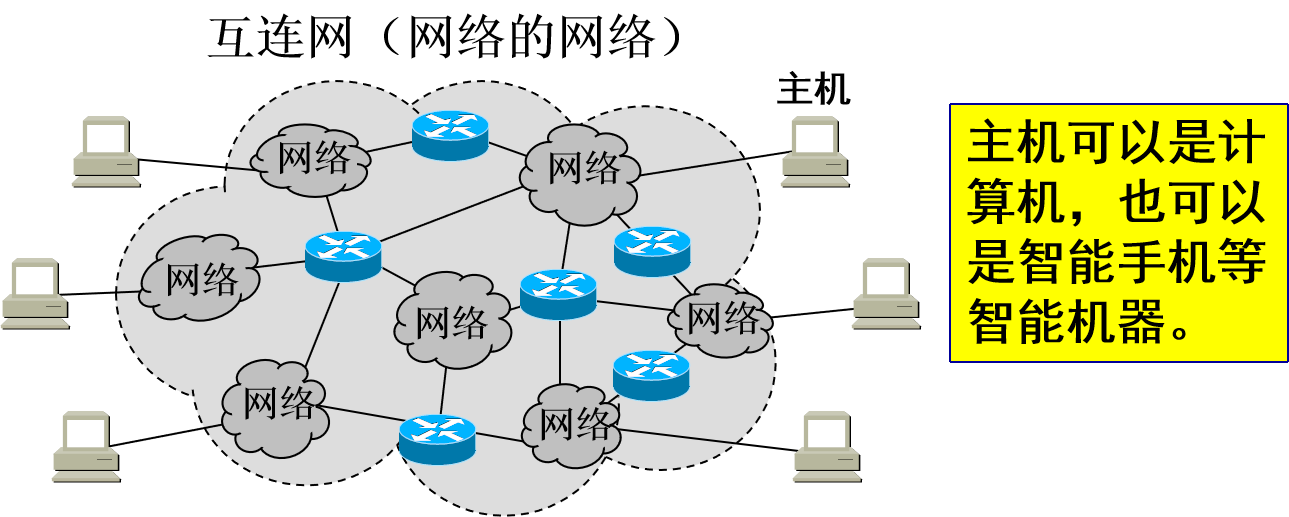 互连网（网络的网络）
主机
网络
网络
网络
网络
网络
网络
网络
主机可以是计
算机，也可以
是智能手机等
智能机器。